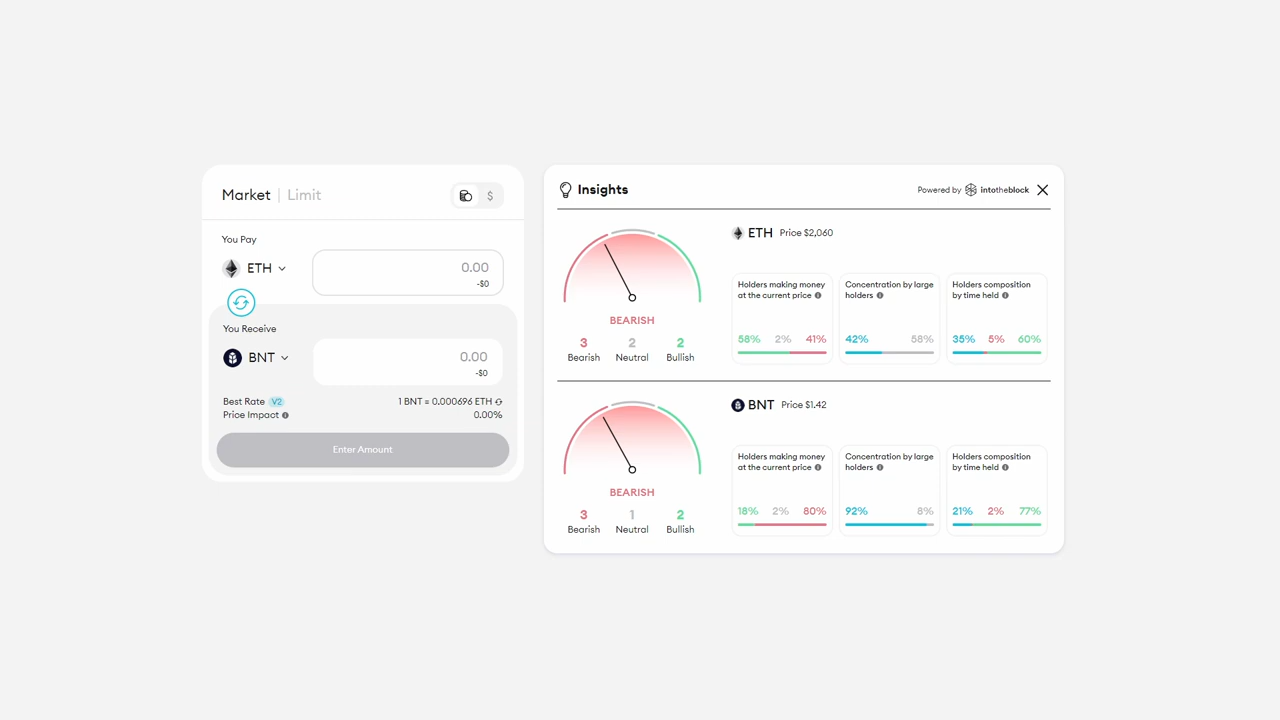 Market | Limit
$
You Pay
ETH
0.00
-$0
You Receive
BNT
0.00
-$0
Best Rate V2
1 BNT = 0.000696 ETH
Price Impact
0.00%
Enter Amount
Insights
Powered by intotheblock
BEARISH
3 2 2
Bearish Neutral Bullish
ETH Price $2,060
Holders making money
at the current price
58% 2% 41%
Concentration by large
holders
42% 58%
Holders composition
by time held
35% 5% 60%
BEARISH
3 1 2
Bearish Neutral Bullish
BNT Price $1.42
Holders making money
at the current price
18% 2% 80%
Concentration by large
holders
92% 8%
Holders composition
by time held
21% 2% 77%